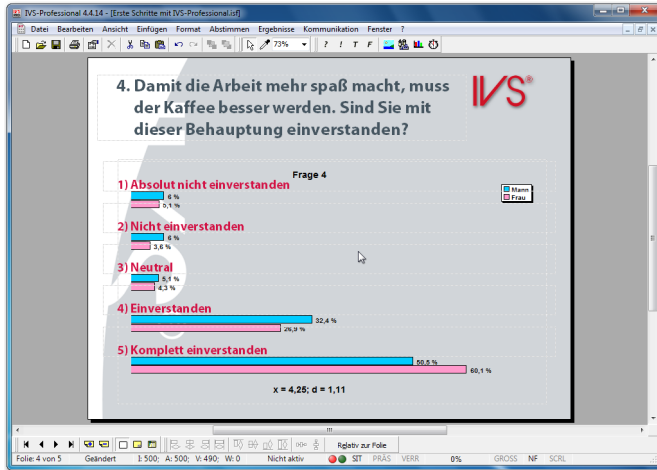 IVS-Professional 4.4.14 - [Erste Schritte mit IVS-Professional.isf]
Datei Bearbeiten Ansicht Einfügen Format Abstimmen Ergebnisse Kommunikation Fenster ?
73% ? ! T F
4. Damit die Arbeit mehr spaß macht, muss
der Kaffee besser werden. Sind Sie mit
dieser Behauptung einverstanden?
IVS®
Frage 4
Mann
Frau
1) Absolut nicht einverstanden
6 %
5,1 %
2) Nicht einverstanden
6 %
3,6 %
3) Neutral
5,1 %
4,3 %
4) Einverstanden
32,4 %
26,9 %
5) Komplett einverstanden
50,5 %
60,1 %
x = 4,25; d = 1,11
Relativ zur Folie
Folie: 4 von 5 Geändert I: 500; A: 500; V: 490; W: 0 Nicht aktiv SIT PRÄS VERR 0% GROSS NF SCRL